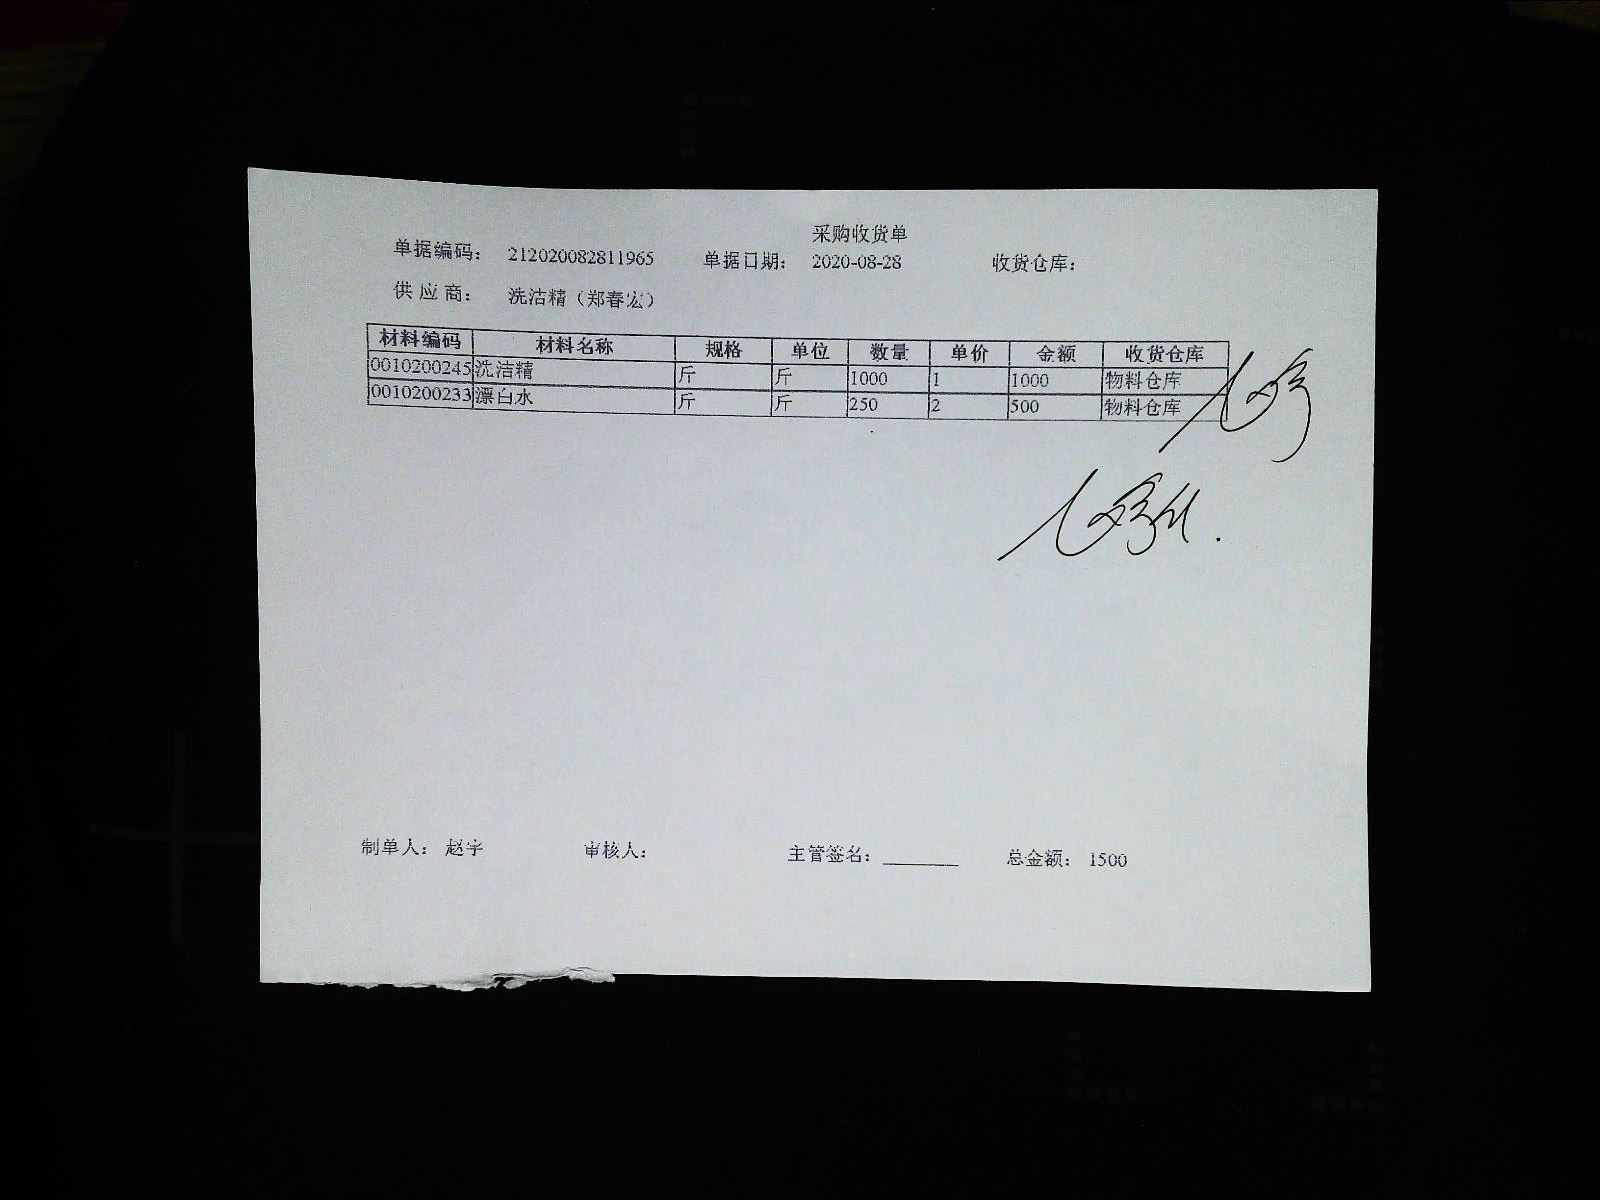 采购收货单
单据编码： 212020082811965 单据日期： 2020-08-28 收货仓库：
供 应 商： 洗洁精（郑春宏）
材料编码 材料名称 规格 单位 数量 单价 金额 收货仓库
0010200245 洗洁精 斤 斤 1000 1 1000 物料仓库
0010200233 漂白水 斤 斤 250 2 500 物料仓库
制单人： 赵宇 审核人： 主管签名：________ 总金额： 1500